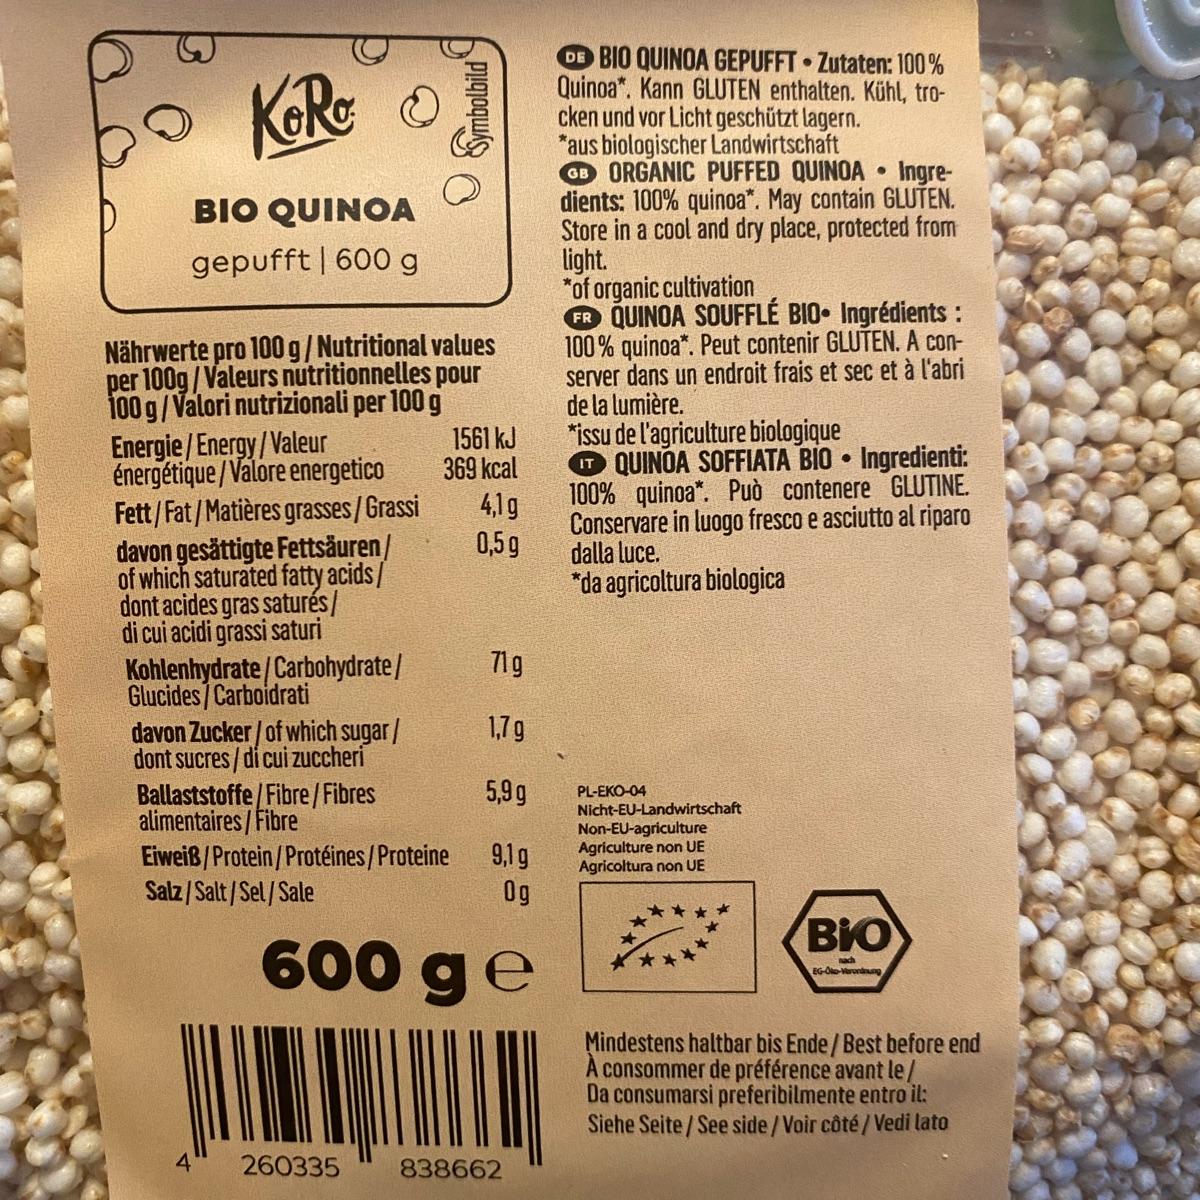 KoRo
Symbolbild
BIO QUINOA
gepufft | 600 g
Nährwerte pro 100 g / Nutritional values
per 100g / Valeurs nutritionnelles pour
100 g / Valori nutrizionali per 100 g
Energie / Energy / Valeur 1561 kJ
énergétique / Valore energetico 369 kcal
Fett / Fat / Matières grasses / Grassi 4,1 g
davon gesättigte Fettsäuren / 0,5 g
of which saturated fatty acids /
dont acides gras saturés /
di cui acidi grassi saturi
Kohlenhydrate / Carbohydrate / 71 g
Glucides / Carboidrati
davon Zucker / of which sugar / 1,7 g
dont sucres / di cui zuccheri
Ballaststoffe / Fibre / Fibres 5,9 g
alimentaires / Fibre
Eiweiß / Protein / Protéines / Proteine 9,1 g
Salz / Salt / Sel / Sale 0 g
600 g e
4 260335 838662
DE BIO QUINOA GEPUFFT • Zutaten: 100 %
Quinoa*. Kann GLUTEN enthalten. Kühl, tro-
cken und vor Licht geschützt lagern.
*aus biologischer Landwirtschaft
GB ORGANIC PUFFED QUINOA • Ingre-
dients: 100% quinoa*. May contain GLUTEN.
Store in a cool and dry place, protected from
light.
*of organic cultivation
FR QUINOA SOUFFLÉ BIO• Ingrédients :
100 % quinoa*. Peut contenir GLUTEN. A con-
server dans un endroit frais et sec et à l'abri
de la lumière.
*issu de l'agriculture biologique
IT QUINOA SOFFIATA BIO • Ingredienti:
100% quinoa*. Può contenere GLUTINE.
Conservare in luogo fresco e asciutto al riparo
dalla luce.
*da agricoltura biologica
PL-EKO-04
Nicht-EU-Landwirtschaft
Non-EU-agriculture
Agriculture non UE
Agricoltura non UE
BiO
nach
EG-Öko-Verordnung
Mindestens haltbar bis Ende / Best before end
À consommer de préférence avant le /
Da consumarsi preferibilmente entro il:
Siehe Seite / See side / Voir côté / Vedi lato